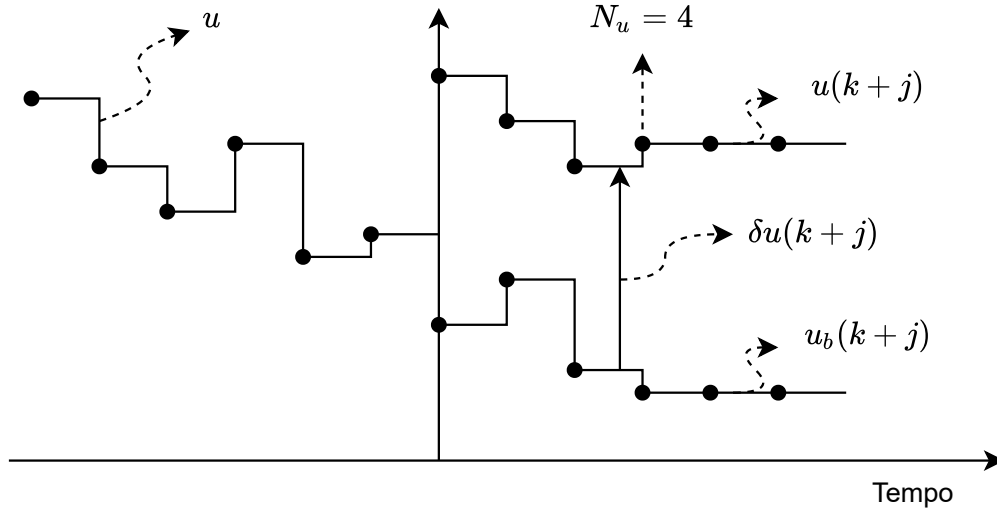 u
N_u = 4
u(k + j)
δu(k + j)
u_b(k + j)
Tempo